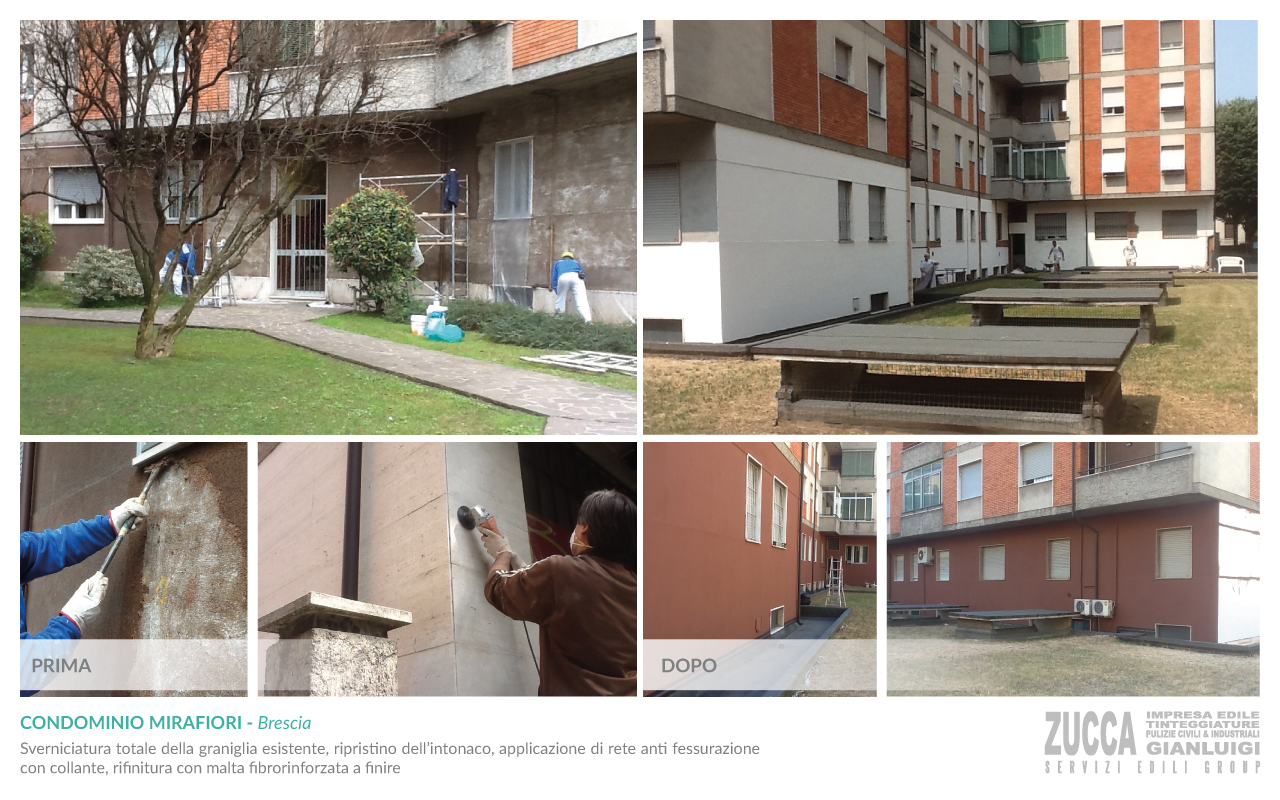 PRIMA
DOPO
CONDOMINIO MIRAFIORI - Brescia
Sverniciatura totale della graniglia esistente, ripristino dell'intonaco, applicazione di rete anti fessurazione
con collante, rifinitura con malta fibrorinforzata a finire
ZUCCA
IMPRESA EDILE
TINTEGGIATURE
PULIZIE CIVILI & INDUSTRIALI
GIANLUIGI
SERVIZI EDILI GROUP